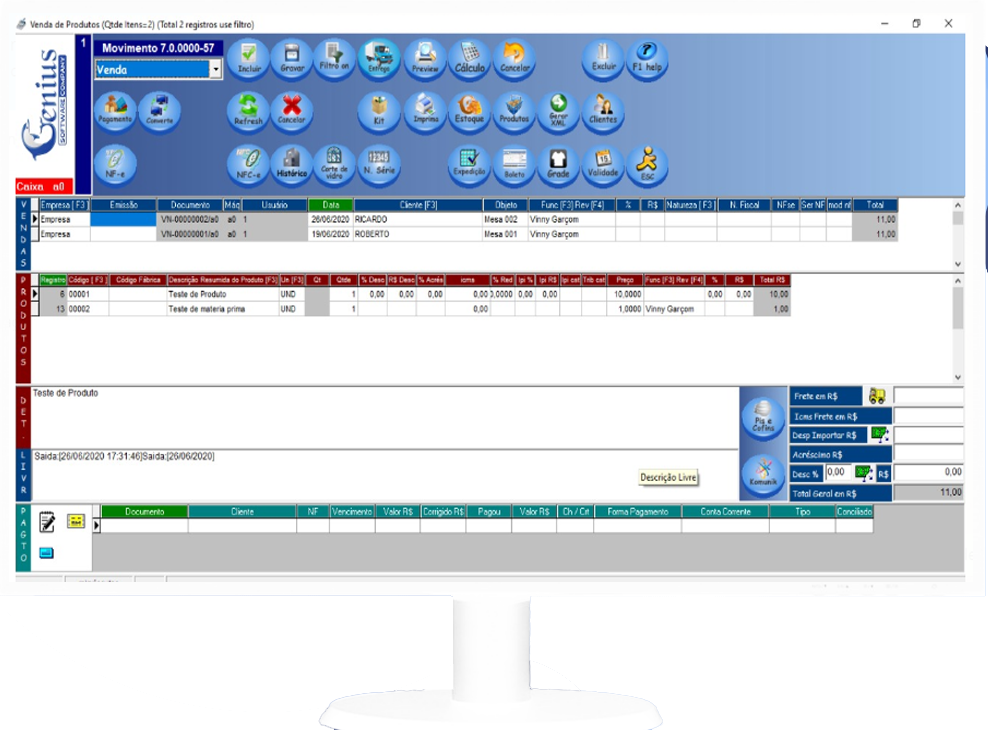 Venda de Produtos (Qtde Itens=2) (Total 2 registros use filtro)
Genius
SOFTWARE COMPANY
1
Movimento 7.0.0000-57
Venda
Incluir Gravar Filtro on Entrega Preview Cálculo Cancelar Excluir F1 help
Pagamento Converte Refresh Cancelar Kit Imprima Estoque Produtos Gerar XML Clientes
NF-e NFC-e Histórico Corte de vidro N. Série Expedição Boleto Grade Validade ESC
Caixa a0
VENDAS
Empresa [ F3 ] Emissão Documento Máq Usuário Data Cliente [F3] Objeto Func [F3] Rev [F4] % R$ Natureza [ F3 ] N. Fiscal NFse Ser NF mod nf Total
Empresa VN-00000002/a0 a0 1 26/06/2020 RICARDO Mesa 002 Vinny Garçom 11,00
Empresa VN-00000001/a0 a0 1 19/06/2020 ROBERTO Mesa 001 Vinny Garçom 11,00
PRODUTOS
Registro Código [ F3 ] Código Fábrica Descrição Resumida do Produto [F3] Un [F3] Ct Qtde % Desc R$ Desc % Acrés icms % Red Ipi % Ipi R$ Ipi cst Trib cst Preço Func [F3] Rev [F4] % R$ Total R$
6 00001 Teste de Produto UND 1 0,00 0,00 0,00 0,00 0,0000 0,00 0,00 10,0000 0,00 0,00 10,00
13 00002 Teste de materia prima UND 1 0,00 1,0000 Vinny Garçom 1,00
DET.
Teste de Produto
Pis e Cofins
Frete em R$
Icms Frete em R$
Desp Importar R$
Acréscimo R$
LIVR
Saida:[26/06/2020 17:31:46]Saida:[26/06/2020]
Descrição Livre
Komunik
Desc % 0,00 R$ 0,00
Total Geral em R$ 11,00
PAGTO
Documento Cliente NF Vencimento Valor R$ Corrigido R$ Pagou Valor R$ Ch / Crt Forma Pagamento Conta Corrente Tipo Conciliado